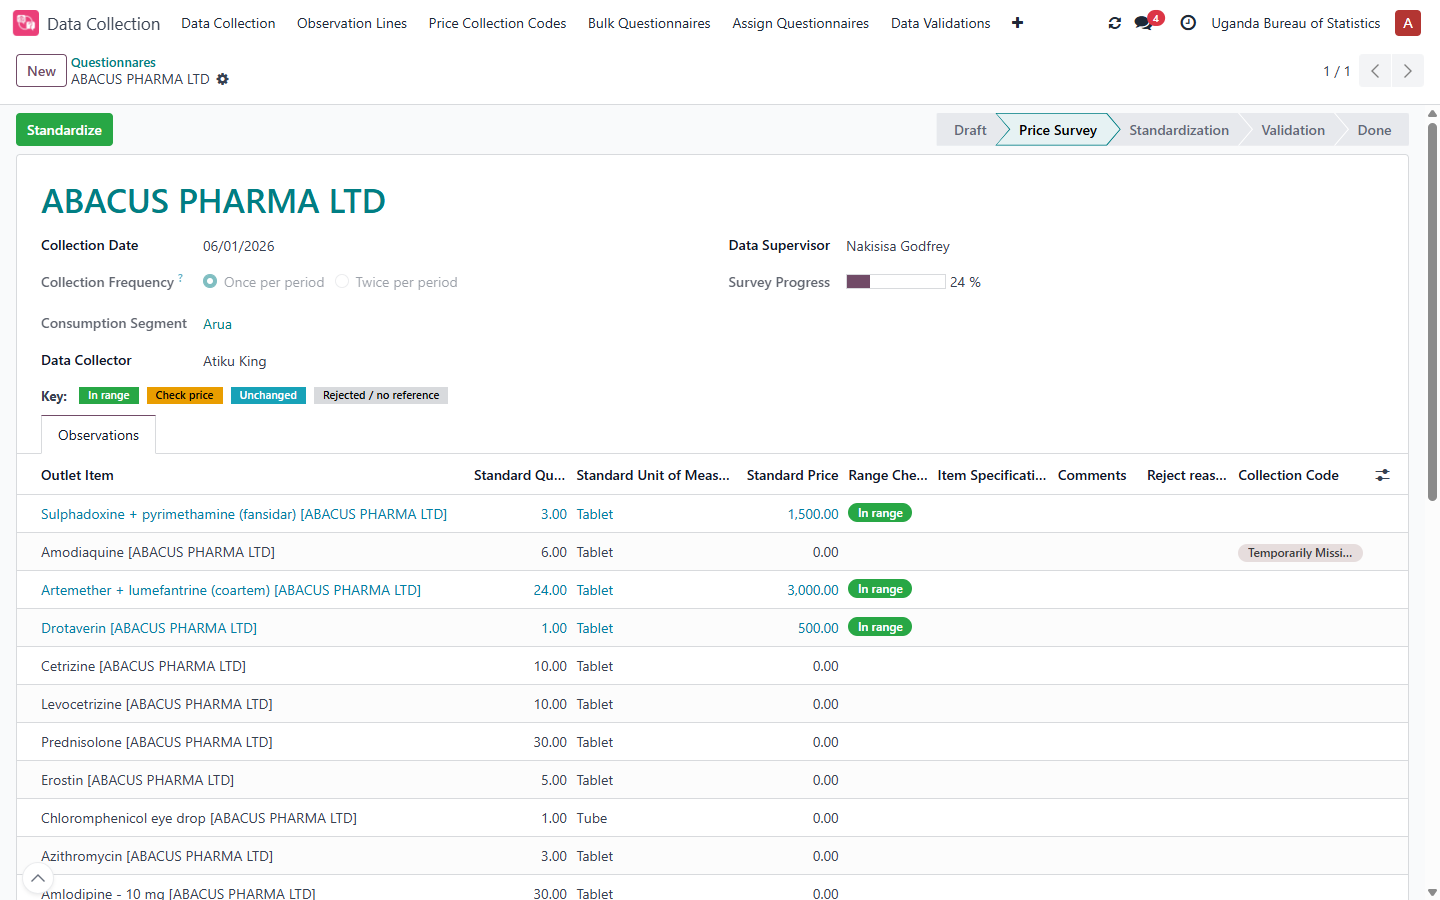 Data Collection Data Collection Observation Lines Price Collection Codes Bulk Questionnaires Assign Questionnaires Data Validations 4 Uganda Bureau of Statistics A
New Questionnares 1 / 1
ABACUS PHARMA LTD
Standardize Draft Price Survey Standardization Validation Done
ABACUS PHARMA LTD
Collection Date 06/01/2026 Data Supervisor Nakisisa Godfrey
Collection Frequency ? Once per period Twice per period Survey Progress 24 %
Consumption Segment Arua
Data Collector Atiku King
Key: In range Check price Unchanged Rejected / no reference
Observations
Outlet Item Standard Qu... Standard Unit of Meas... Standard Price Range Che... Item Specificati... Comments Reject reas... Collection Code
Sulphadoxine + pyrimethamine (fansidar) [ABACUS PHARMA LTD] 3.00 Tablet 1,500.00 In range
Amodiaquine [ABACUS PHARMA LTD] 6.00 Tablet 0.00 Temporarily Missi...
Artemether + lumefantrine (coartem) [ABACUS PHARMA LTD] 24.00 Tablet 3,000.00 In range
Drotaverin [ABACUS PHARMA LTD] 1.00 Tablet 500.00 In range
Cetrizine [ABACUS PHARMA LTD] 10.00 Tablet 0.00
Levocetrizine [ABACUS PHARMA LTD] 10.00 Tablet 0.00
Prednisolone [ABACUS PHARMA LTD] 30.00 Tablet 0.00
Erostin [ABACUS PHARMA LTD] 5.00 Tablet 0.00
Chloromphenicol eye drop [ABACUS PHARMA LTD] 1.00 Tube 0.00
Azithromycin [ABACUS PHARMA LTD] 3.00 Tablet 0.00
Amlodipine - 10 mg [ABACUS PHARMA LTD] 30.00 Tablet 0.00